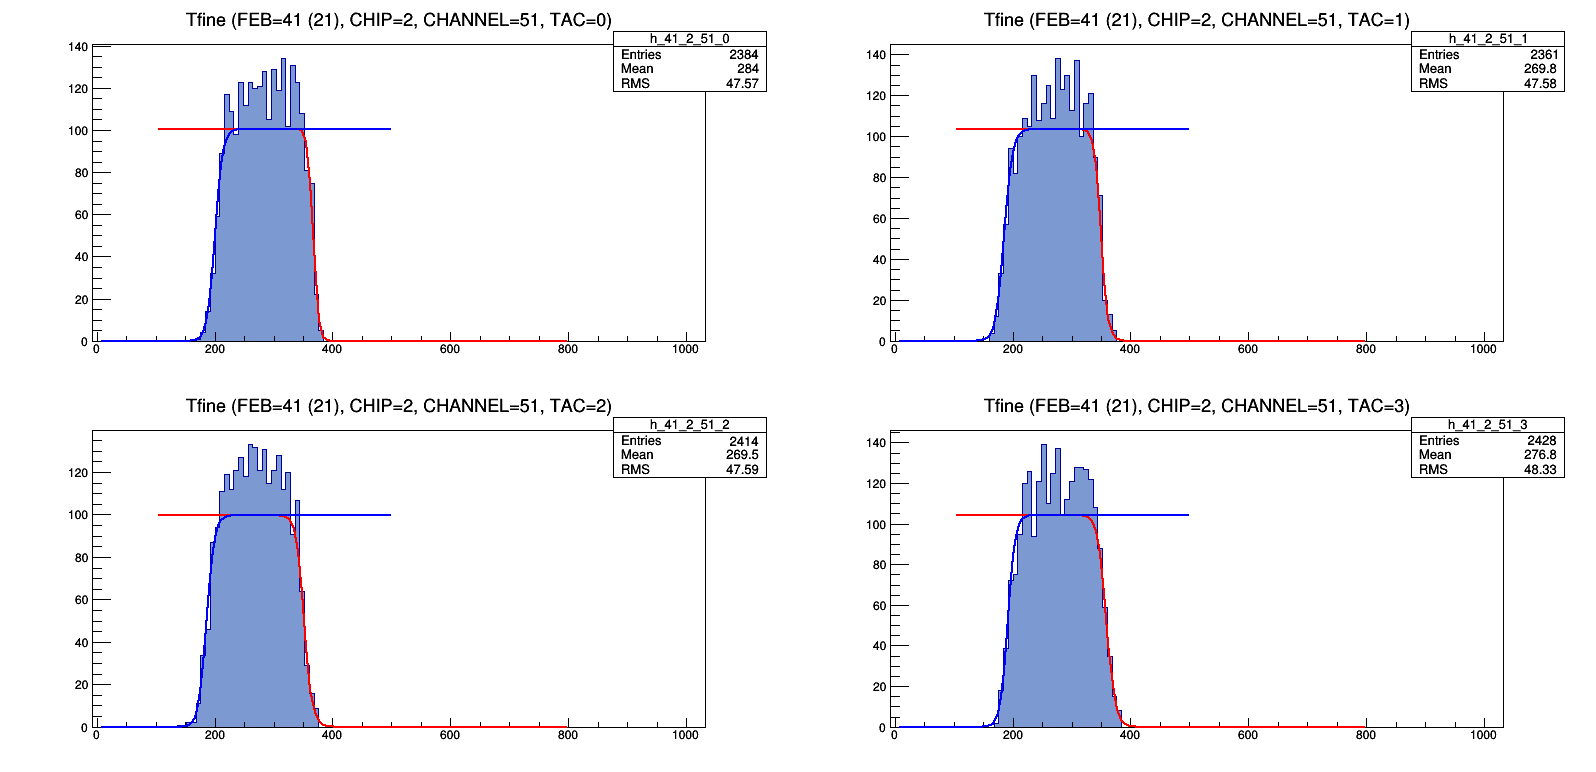 Tfine (FEB=41 (21), CHIP=2, CHANNEL=51, TAC=0)
h_41_2_51_0
Entries 2384
Mean 284
RMS 47.57
140
120
100
80
60
40
20
0
0 200 400 600 800 1000
Tfine (FEB=41 (21), CHIP=2, CHANNEL=51, TAC=1)
h_41_2_51_1
Entries 2361
Mean 269.8
RMS 47.58
140
120
100
80
60
40
20
0
0 200 400 600 800 1000
Tfine (FEB=41 (21), CHIP=2, CHANNEL=51, TAC=2)
h_41_2_51_2
Entries 2414
Mean 269.5
RMS 47.59
120
100
80
60
40
20
0
0 200 400 600 800 1000
Tfine (FEB=41 (21), CHIP=2, CHANNEL=51, TAC=3)
h_41_2_51_3
Entries 2428
Mean 276.8
RMS 48.33
140
120
100
80
60
40
20
0
0 200 400 600 800 1000